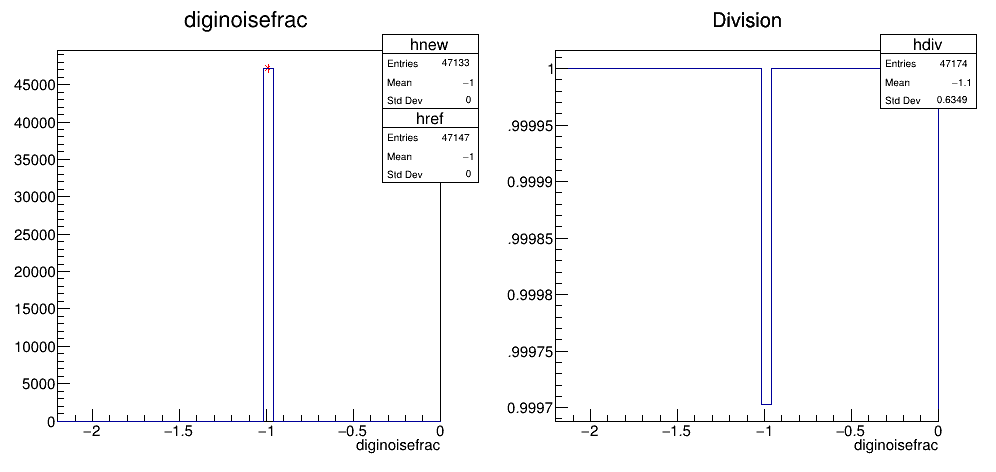 diginoisefrac
hnew
Entries 47133
Mean −1
Std Dev 0
href
Entries 47147
Mean −1
Std Dev 0
45000
40000
35000
30000
25000
20000
15000
10000
5000
0
−2 −1.5 −1 −0.5 0
diginoisefrac
Division
hdiv
Entries 47174
Mean −1.1
Std Dev 0.6349
1
.99995
0.9999
.99985
0.9998
.99975
0.9997
−2 −1.5 −1 −0.5 0
diginoisefrac